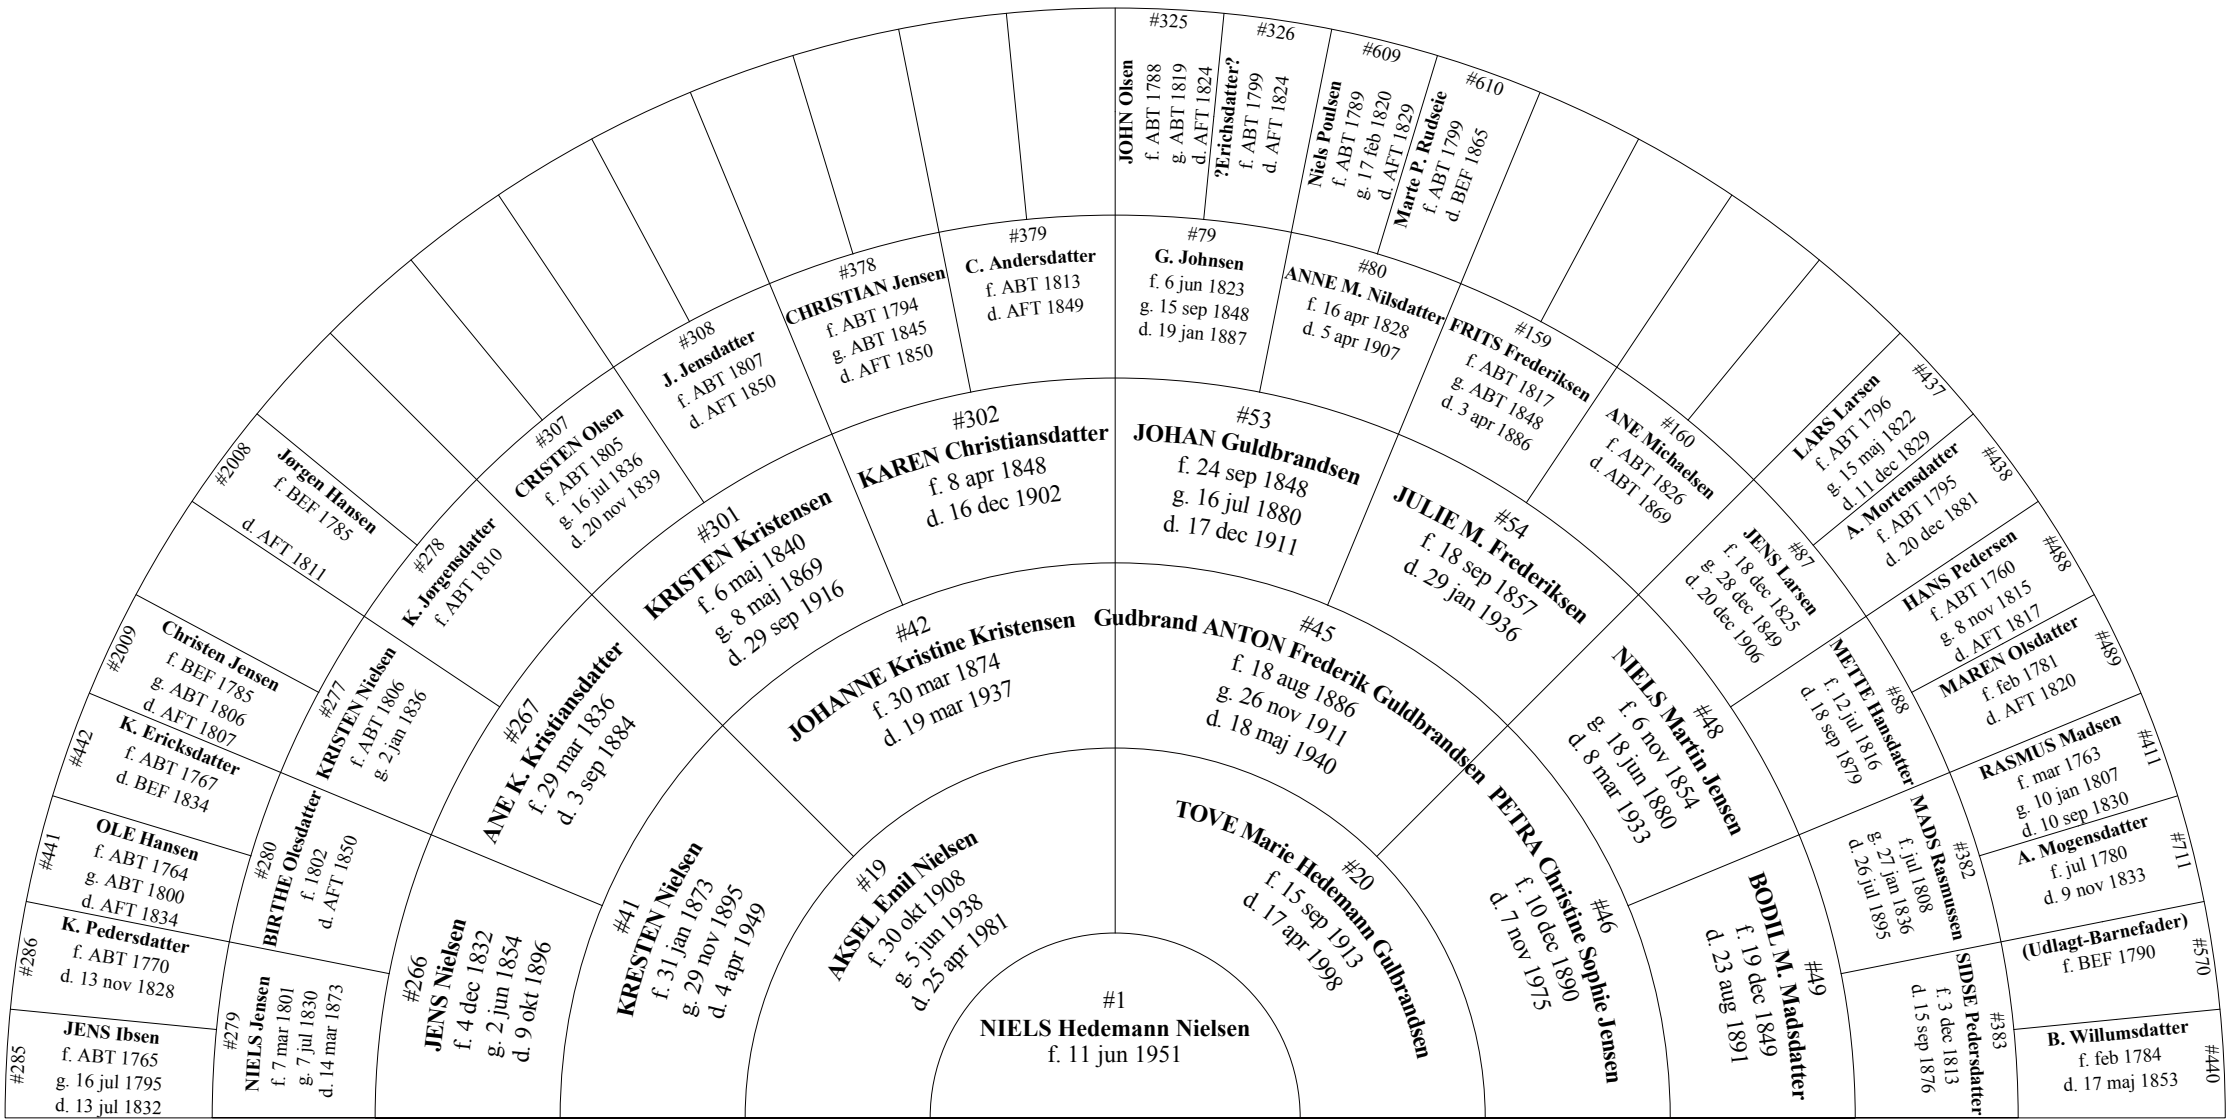 #1
NIELS Hedemann Nielsen
f. 11 jun 1951
#19
AKSEL Emil Nielsen
f. 30 okt 1908
g. 5 jun 1938
d. 25 apr 1981
#20
TOVE Marie Hedemann Gulbrandsen
f. 15 sep 1913
d. 17 apr 1998
#41
KRESTEN Nielsen
f. 31 jan 1873
g. 29 nov 1895
d. 4 apr 1949
#42
JOHANNE Kristine Kristensen
f. 30 mar 1874
d. 19 mar 1937
#45
Gudbrand ANTON Frederik Guldbrandsen
f. 18 aug 1886
g. 26 nov 1911
d. 18 maj 1940
#46
PETRA Christine Sophie Jensen
f. 10 dec 1890
d. 7 nov 1975
#266
JENS Nielsen
f. 4 dec 1832
g. 2 jun 1854
d. 9 okt 1896
#267
ANE K. Kristiansdatter
f. 29 mar 1836
d. 3 sep 1884
#301
KRISTEN Kristensen
f. 6 maj 1840
g. 8 maj 1869
d. 29 sep 1916
#302
KAREN Christiansdatter
f. 8 apr 1848
d. 16 dec 1902
#53
JOHAN Guldbrandsen
f. 24 sep 1848
g. 16 jul 1880
d. 17 dec 1911
#54
JULIE M. Frederiksen
f. 18 sep 1857
d. 29 jan 1936
#48
NIELS Martin Jensen
f. 6 nov 1854
g. 18 jun 1880
d. 8 mar 1933
#49
BODIL M. Madsdatter
f. 19 dec 1849
d. 23 aug 1891
#279
NIELS Jensen
f. 7 mar 1801
g. 7 jul 1830
d. 14 mar 1873
#280
BIRTHE Olesdatter
f. 1802
d. AFT 1850
#277
KRISTEN Nielsen
f. ABT 1806
g. 2 jan 1836
#278
K. Jørgensdatter
f. ABT 1810
#307
CRISTEN Olsen
f. ABT 1805
g. 16 jul 1836
d. 20 nov 1839
#308
J. Jensdatter
f. ABT 1807
d. AFT 1850
#378
CHRISTIAN Jensen
f. ABT 1794
g. ABT 1845
d. AFT 1850
#379
C. Andersdatter
f. ABT 1813
d. AFT 1849
#79
G. Johnsen
f. 6 jun 1823
g. 15 sep 1848
d. 19 jan 1887
#80
ANNE M. Nilsdatter
f. 16 apr 1828
d. 5 apr 1907
#159
FRITS Frederiksen
f. ABT 1817
g. ABT 1848
d. 3 apr 1886
#160
ANE Michaelsen
f. ABT 1826
d. ABT 1869
#87
JENS Larsen
f. 18 dec 1825
g. 28 dec 1849
d. 20 dec 1906
#88
METTE Hansdatter
f. 12 jul 1816
d. 18 sep 1879
#382
MADS Rasmussen
f. jul 1808
g. 27 jan 1836
d. 26 jul 1895
#383
SIDSE Pedersdatter
f. 3 dec 1813
d. 15 sep 1876
#285
JENS Ibsen
f. ABT 1765
g. 16 jul 1795
d. 13 jul 1832
#286
K. Pedersdatter
f. ABT 1770
d. 13 nov 1828
#441
OLE Hansen
f. ABT 1764
g. ABT 1800
d. AFT 1834
#442
K. Ericksdatter
f. ABT 1767
d. BEF 1834
#2009
Christen Jensen
f. BEF 1785
g. ABT 1806
d. AFT 1807
#2008
Jørgen Hansen
f. BEF 1785
d. AFT 1811
#325
JOHN Olsen
f. ABT 1788
g. ABT 1819
d. AFT 1824
#326
?Erichsdatter?
f. ABT 1799
d. AFT 1824
#609
Niels Poulsen
f. ABT 1789
g. 17 feb 1820
d. AFT 1829
#610
Marte P. Rudseie
f. ABT 1799
d. BEF 1865
#437
LARS Larsen
f. ABT 1796
g. 15 maj 1822
d. 11 dec 1829
#438
A. Mortensdatter
f. ABT 1795
d. 20 dec 1881
#488
HANS Pedersen
f. ABT 1760
g. 8 nov 1815
d. AFT 1817
#489
MAREN Olsdatter
f. feb 1781
d. AFT 1820
#411
RASMUS Madsen
f. mar 1763
g. 10 jan 1807
d. 10 sep 1830
#711
A. Mogensdatter
f. jul 1780
d. 9 nov 1833
#570
(Udlagt-Barnefader)
f. BEF 1790
#440
B. Willumsdatter
f. feb 1784
d. 17 maj 1853